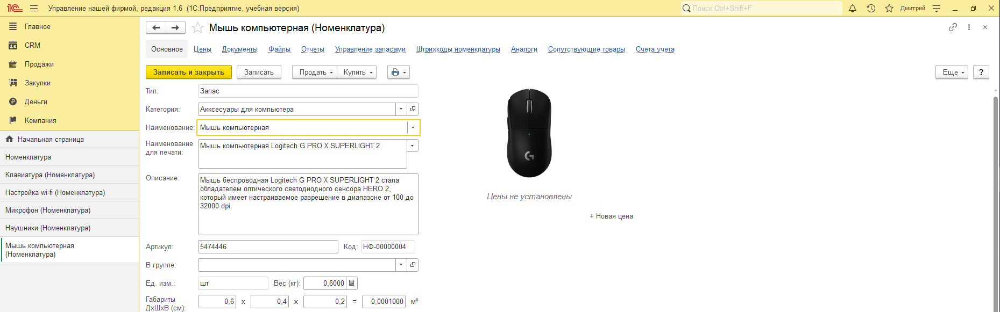 1С Управление нашей фирмой, редакция 1.6 (1С:Предприятие, учебная версия) Поиск Ctrl+Shift+F Дмитрий
Главное
CRM
Продажи
Закупки
Деньги
Компания
Начальная страница
Номенклатура
Клавиатура (Номенклатура)
Настройка wi-fi (Номенклатура)
Микрофон (Номенклатура)
Наушники (Номенклатура)
Мышь компьютерная
(Номенклатура)
Мышь компьютерная (Номенклатура)
Основное Цены Документы Файлы Отчеты Управление запасами Штрихкоды номенклатуры Аналоги Сопутствующие товары Счета учета
Записать и закрыть Записать Продать Купить Еще ?
Тип: Запас
Категория: Акксесуары для компьютера
Наименование: Мышь компьютерная
Наименование
для печати:
Мышь компьютерная Logitech G PRO X SUPERLIGHT 2
Описание:
Мышь беспроводная Logitech G PRO X SUPERLIGHT 2 стала
обладателем оптического светодиодного сенсора HERO 2,
который имеет настраиваемое разрешение в диапазоне от 100 до
32000 dpi.
Артикул: 5474446 Код: НФ-00000004
В группе:
Ед. изм.: шт Вес (кг): 0,6000
Габариты
ДхШхВ (см):
0,6 х 0,4 х 0,2 = 0,0001000 м³
Цены не установлены
+ Новая цена